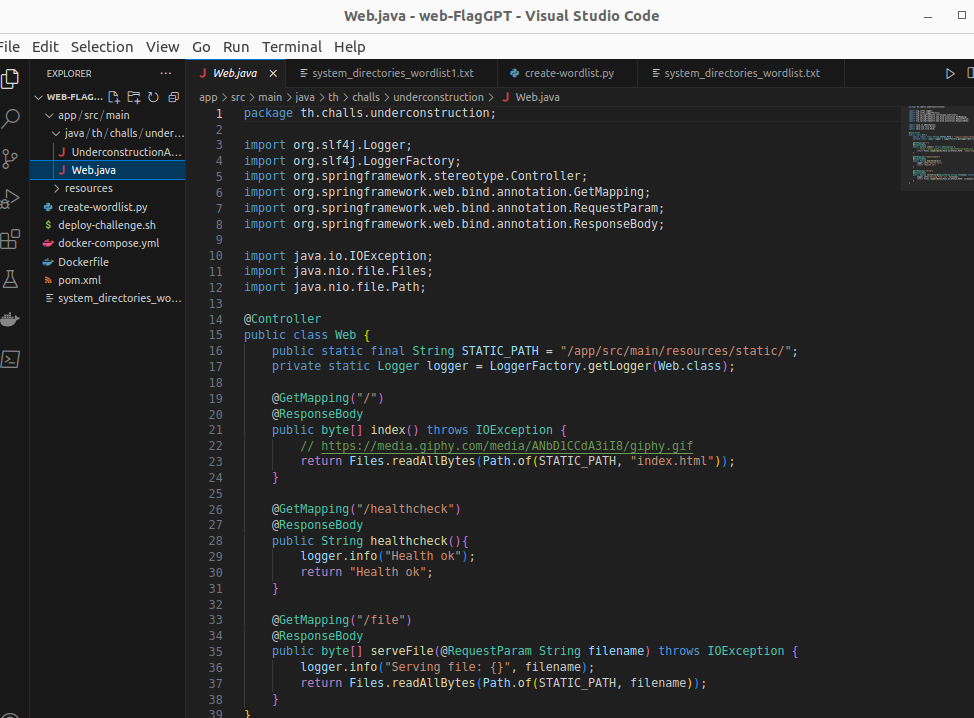 Web.java - web-FlagGPT - Visual Studio Code
File Edit Selection View Go Run Terminal Help
EXPLORER
WEB-FLAG...
app/src/main
java/th/challs/under...
UnderconstructionA...
Web.java
resources
create-wordlist.py
deploy-challenge.sh
docker-compose.yml
Dockerfile
pom.xml
system_directories_wo...
Web.java
system_directories_wordlist1.txt
create-wordlist.py
system_directories_wordlist.txt
app > src > main > java > th > challs > underconstruction > Web.java
1 package th.challs.underconstruction;
2
3 import org.slf4j.Logger;
4 import org.slf4j.LoggerFactory;
5 import org.springframework.stereotype.Controller;
6 import org.springframework.web.bind.annotation.GetMapping;
7 import org.springframework.web.bind.annotation.RequestParam;
8 import org.springframework.web.bind.annotation.ResponseBody;
9
10 import java.io.IOException;
11 import java.nio.file.Files;
12 import java.nio.file.Path;
13
14 @Controller
15 public class Web {
16 public static final String STATIC_PATH = "/app/src/main/resources/static/";
17 private static Logger logger = LoggerFactory.getLogger(Web.class);
18
19 @GetMapping("/")
20 @ResponseBody
21 public byte[] index() throws IOException {
22 // https://media.giphy.com/media/ANbD1CCdA3iI8/giphy.gif
23 return Files.readAllBytes(Path.of(STATIC_PATH, "index.html"));
24 }
25
26 @GetMapping("/healthcheck")
27 @ResponseBody
28 public String healthcheck(){
29 logger.info("Health ok");
30 return "Health ok";
31 }
32
33 @GetMapping("/file")
34 @ResponseBody
35 public byte[] serveFile(@RequestParam String filename) throws IOException {
36 logger.info("Serving file: {}", filename);
37 return Files.readAllBytes(Path.of(STATIC_PATH, filename));
38 }
39 }